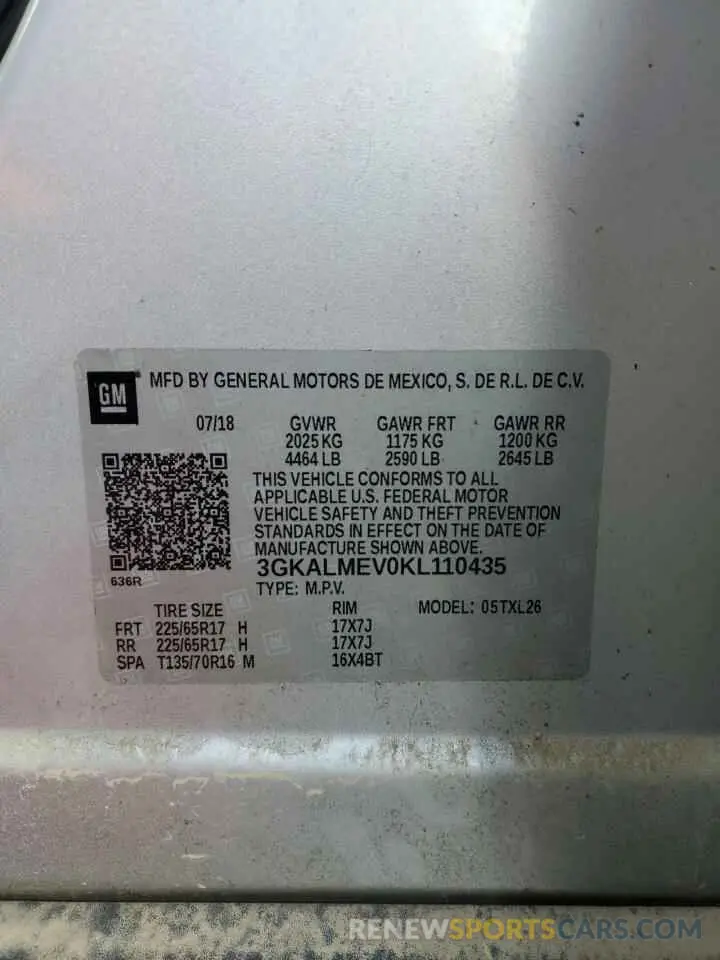 GM MFD BY GENERAL MOTORS DE MEXICO, S. DE R.L. DE C.V.
07/18 GVWR GAWR FRT GAWR RR
2025 KG 1175 KG 1200 KG
4464 LB 2590 LB 2645 LB
THIS VEHICLE CONFORMS TO ALL
APPLICABLE U.S. FEDERAL MOTOR
VEHICLE SAFETY AND THEFT PREVENTION
STANDARDS IN EFFECT ON THE DATE OF
MANUFACTURE SHOWN ABOVE.
636R 3GKALMEV0KL110435
TYPE: M.P.V.
TIRE SIZE RIM MODEL: 05TXL26
FRT 225/65R17 H 17X7J
RR 225/65R17 H 17X7J
SPA T135/70R16 M 16X4BT
RENEWSPORTSCARS.COM